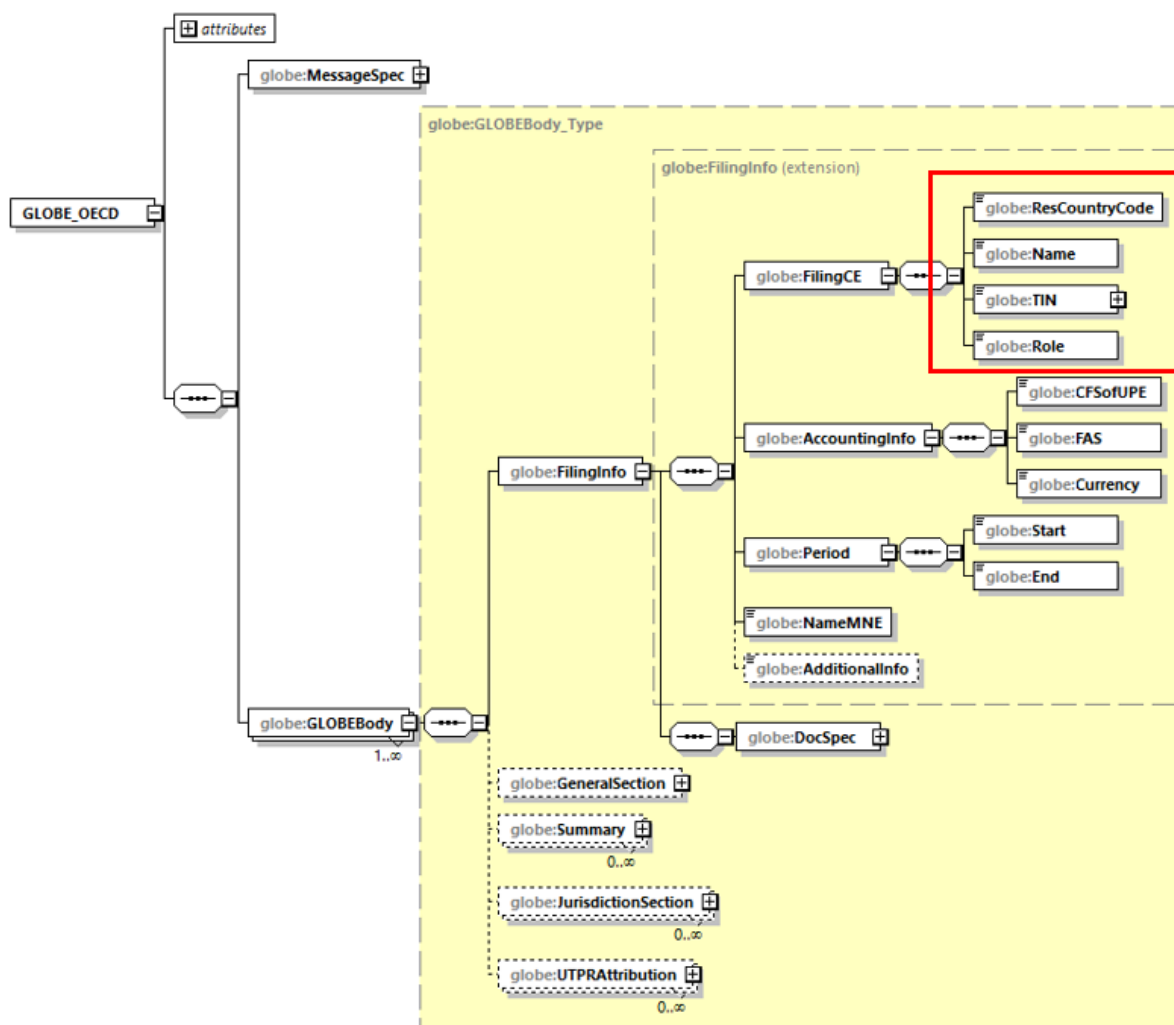 attributes
globe:MessageSpec
globe:GLOBEBody_Type
globe:FilingInfo (extension)
globe:ResCountryCode
GLOBE_OECD
globe:Name
globe:FilingCE
globe:TIN
globe:Role
globe:CFSofUPE
globe:AccountingInfo
globe:FAS
globe:FilingInfo
globe:Currency
globe:Start
globe:Period
globe:End
globe:NameMNE
globe:AdditionalInfo
globe:GLOBEBody
1..∞
globe:DocSpec
globe:GeneralSection
globe:Summary
0..∞
globe:JurisdictionSection
0..∞
globe:UTPRAttribution
0..∞